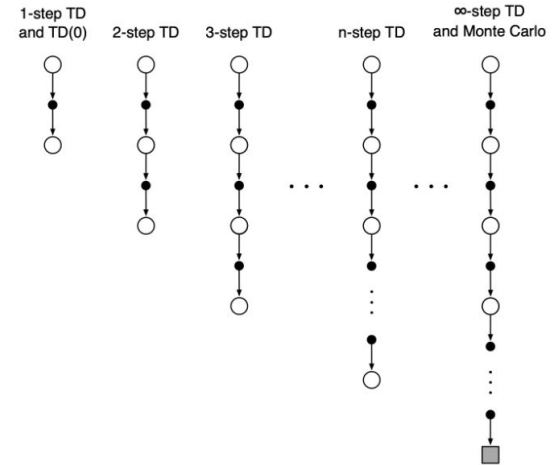 1-step TD
and TD(0)
2-step TD
3-step TD
n-step TD
∞-step TD
and Monte Carlo